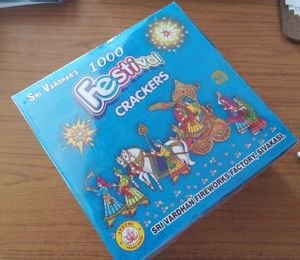 SRI VARDHAN'S
1000
Festival
CRACKERS
SRI VARDHAN FIREWORKS FACTORY, SIVAKASI.